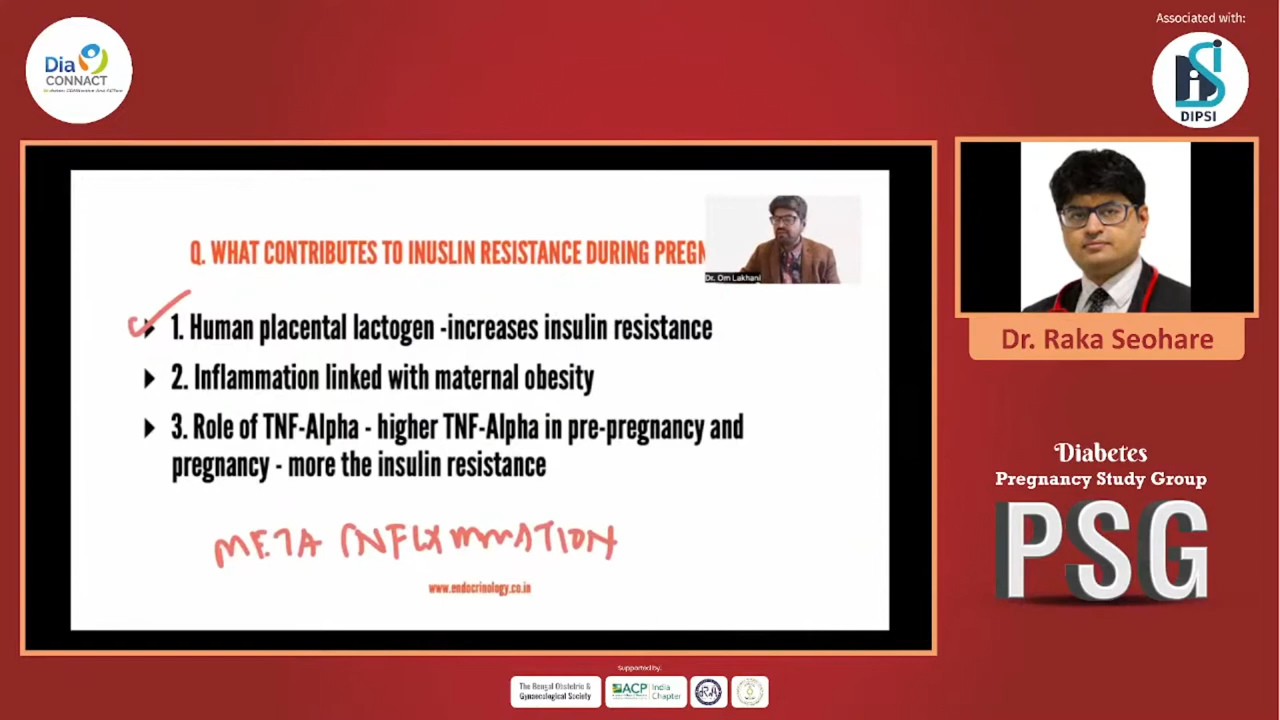 Associated with:
Dia
CONNACT
DIPSI
Q. WHAT CONTRIBUTES TO INUSLIN RESISTANCE DURING PREGN
Dr. Om Lakhani
1. Human placental lactogen -increases insulin resistance
2. Inflammation linked with maternal obesity
3. Role of TNF-Alpha - higher TNF-Alpha in pre-pregnancy and
pregnancy - more the insulin resistance
META INFLAMMATION
www.endocrinology.co.in
Dr. Raka Seohare
Diabetes
Pregnancy Study Group
PSG
Supported by:
The Bengal Obstetric &
Gynaecological Society
ACP India
Chapter